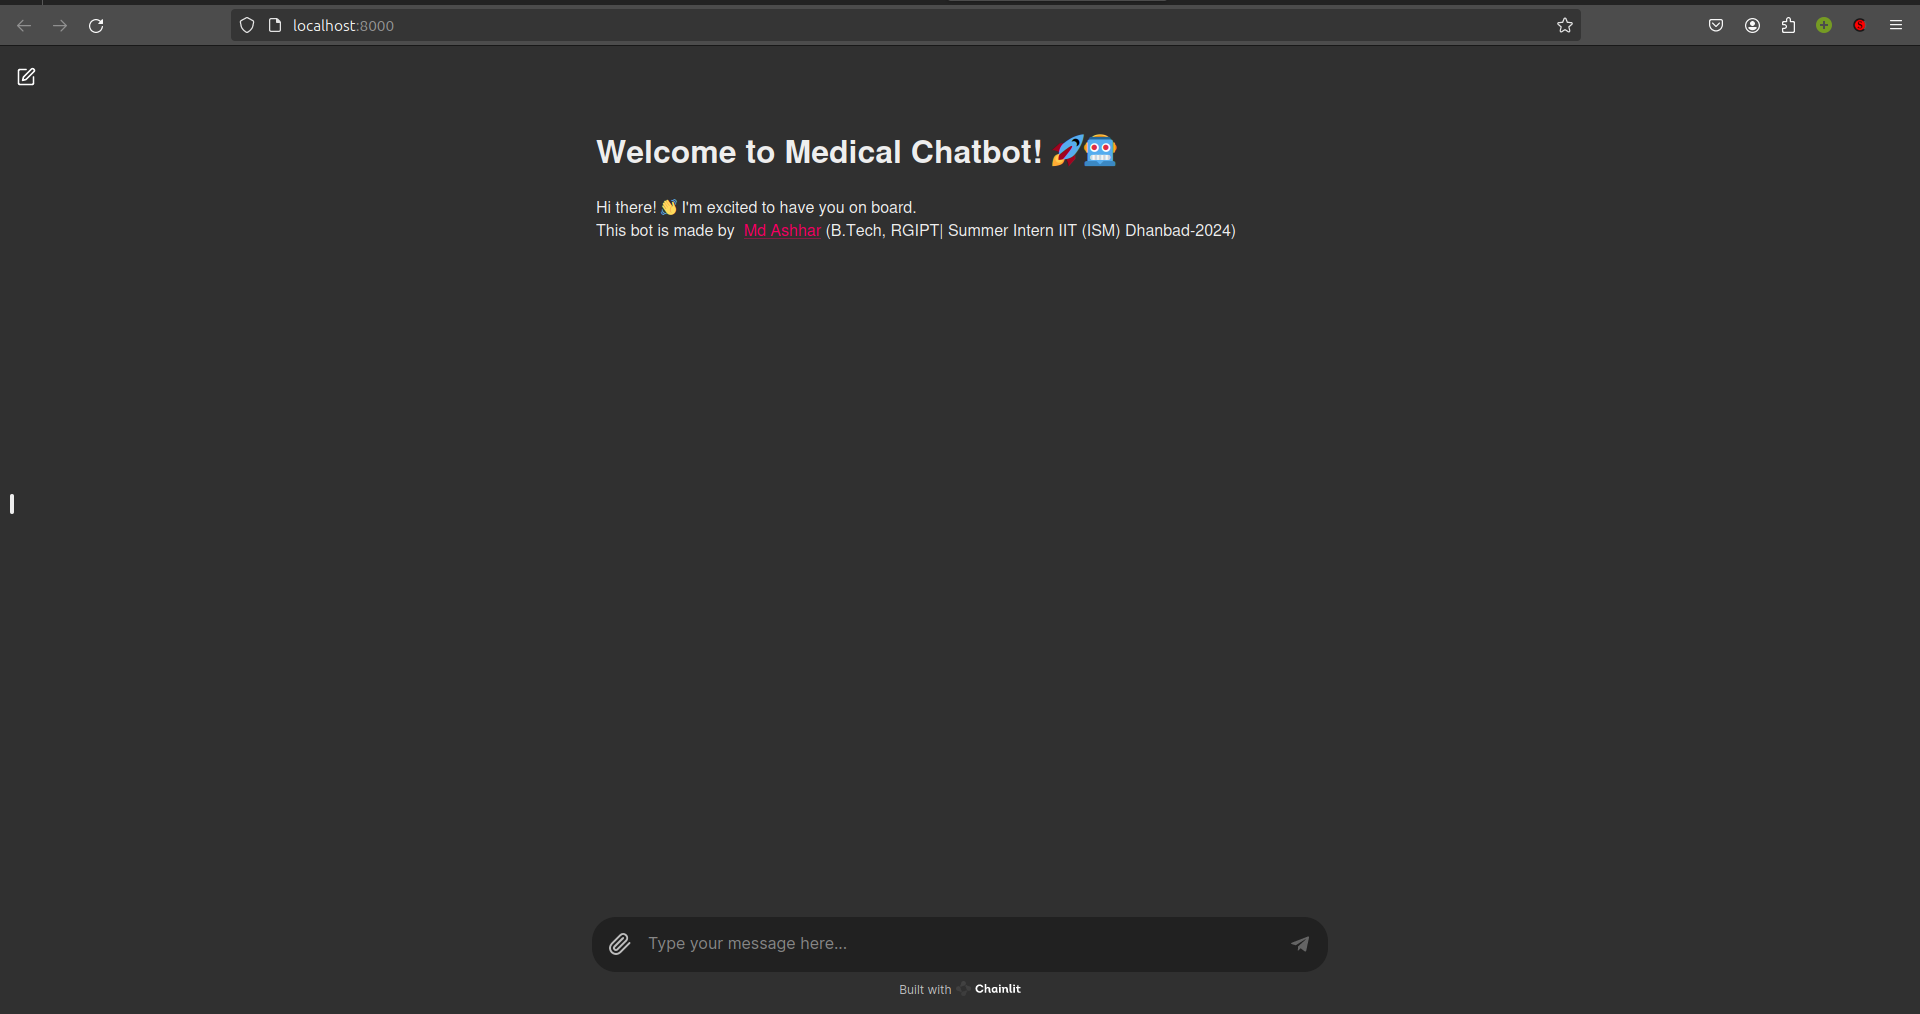 localhost:8000
Welcome to Medical Chatbot! 🚀🤖
Hi there! 👋 I'm excited to have you on board.
This bot is made by Md Ashhar (B.Tech, RGIPT| Summer Intern IIT (ISM) Dhanbad-2024)
Type your message here...
Built with Chainlit